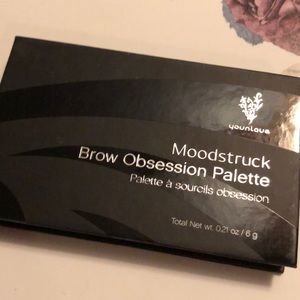 younique
Moodstruck
Brow Obsession Palette
Palette à sourcils obsession
Total Net wt. 0.21 oz / 6 g